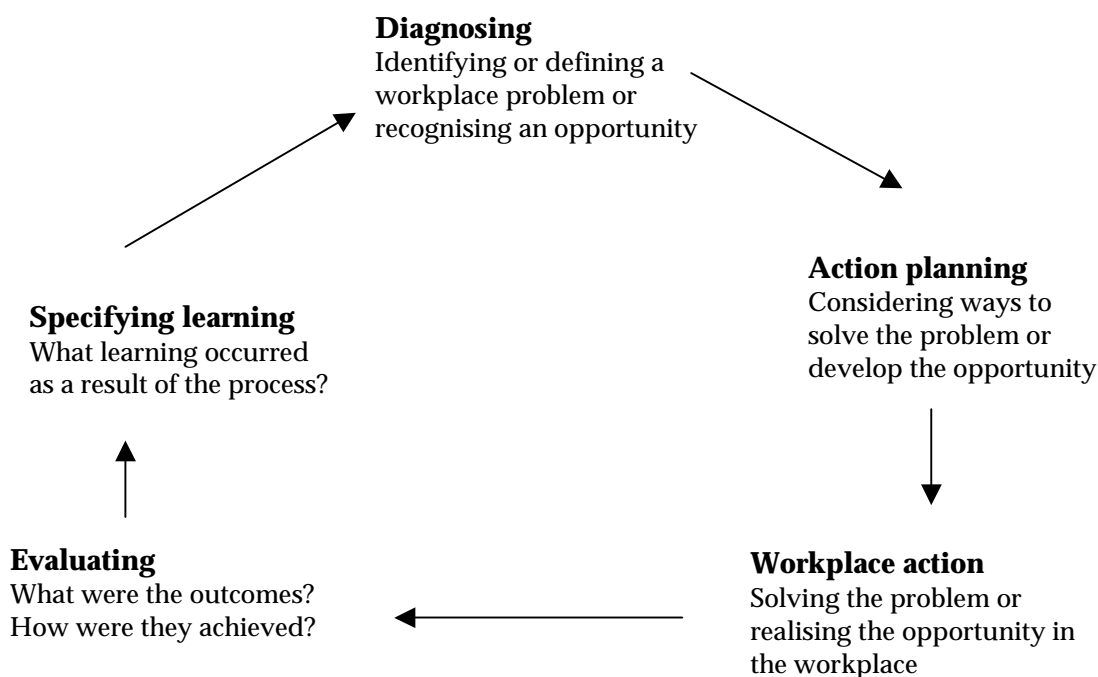 Diagnosing
Identifying or defining a
workplace problem or
recognising an opportunity
Action planning
Considering ways to
solve the problem or
develop the opportunity
Workplace action
Solving the problem or
realising the opportunity in
the workplace
Evaluating
What were the outcomes?
How were they achieved?
Specifying learning
What learning occurred
as a result of the process?